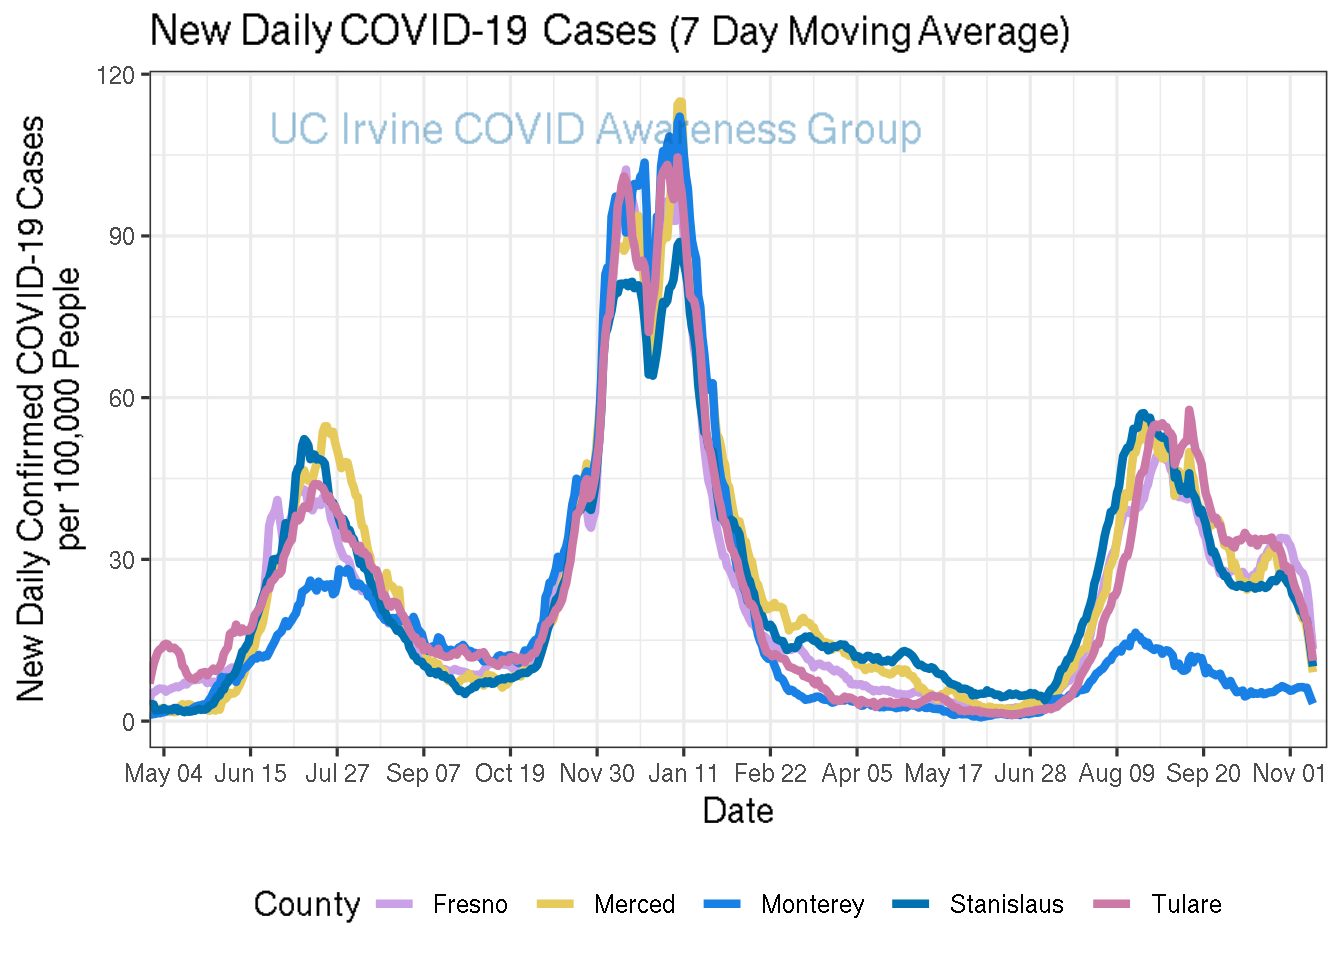 New Daily COVID-19 Cases (7 Day Moving Average)
UC Irvine COVID Awareness Group
New Daily Confirmed COVID-19 Cases
per 100,000 People
120
90
60
30
0
May 04 Jun 15 Jul 27 Sep 07 Oct 19 Nov 30 Jan 11 Feb 22 Apr 05 May 17 Jun 28 Aug 09 Sep 20 Nov 01
Date
County Fresno Merced Monterey Stanislaus Tulare